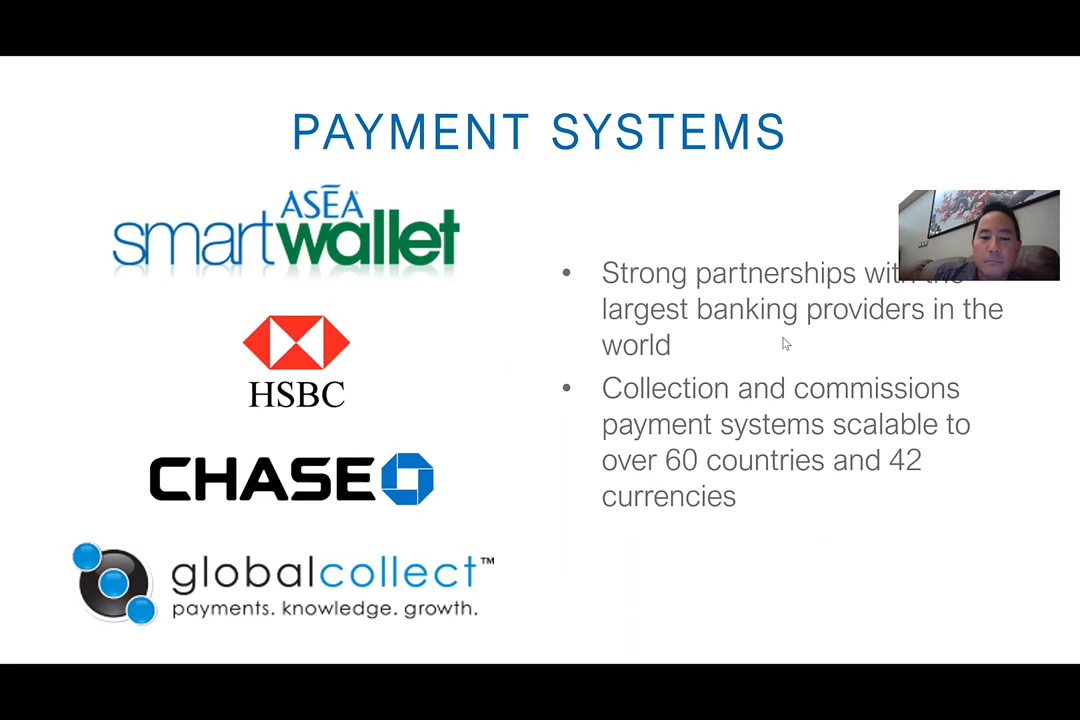 PAYMENT SYSTEMS
ASEA
smartwallet
HSBC
CHASE
globalcollect™
payments. knowledge. growth.
• Strong partnerships with the
largest banking providers in the
world
• Collection and commissions
payment systems scalable to
over 60 countries and 42
currencies